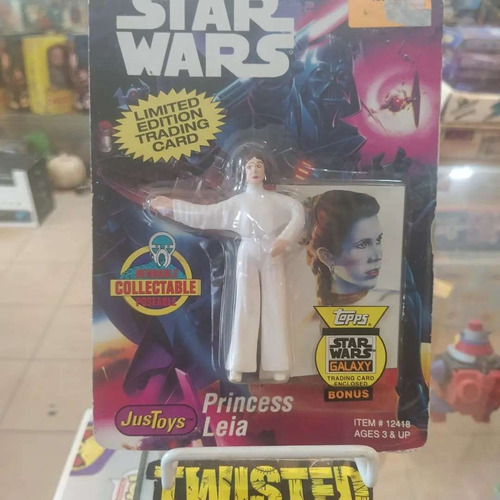 STAR
WARS
LIMITED
EDITION
TRADING
CARD
COLLECTABLE
POSEABLE
Topps
STAR
WARS
GALAXY
TRADING CARD
ENCLOSED
BONUS
JusToys
Princess
Leia
ITEM # 12418
AGES 3 & UP
TWISTED